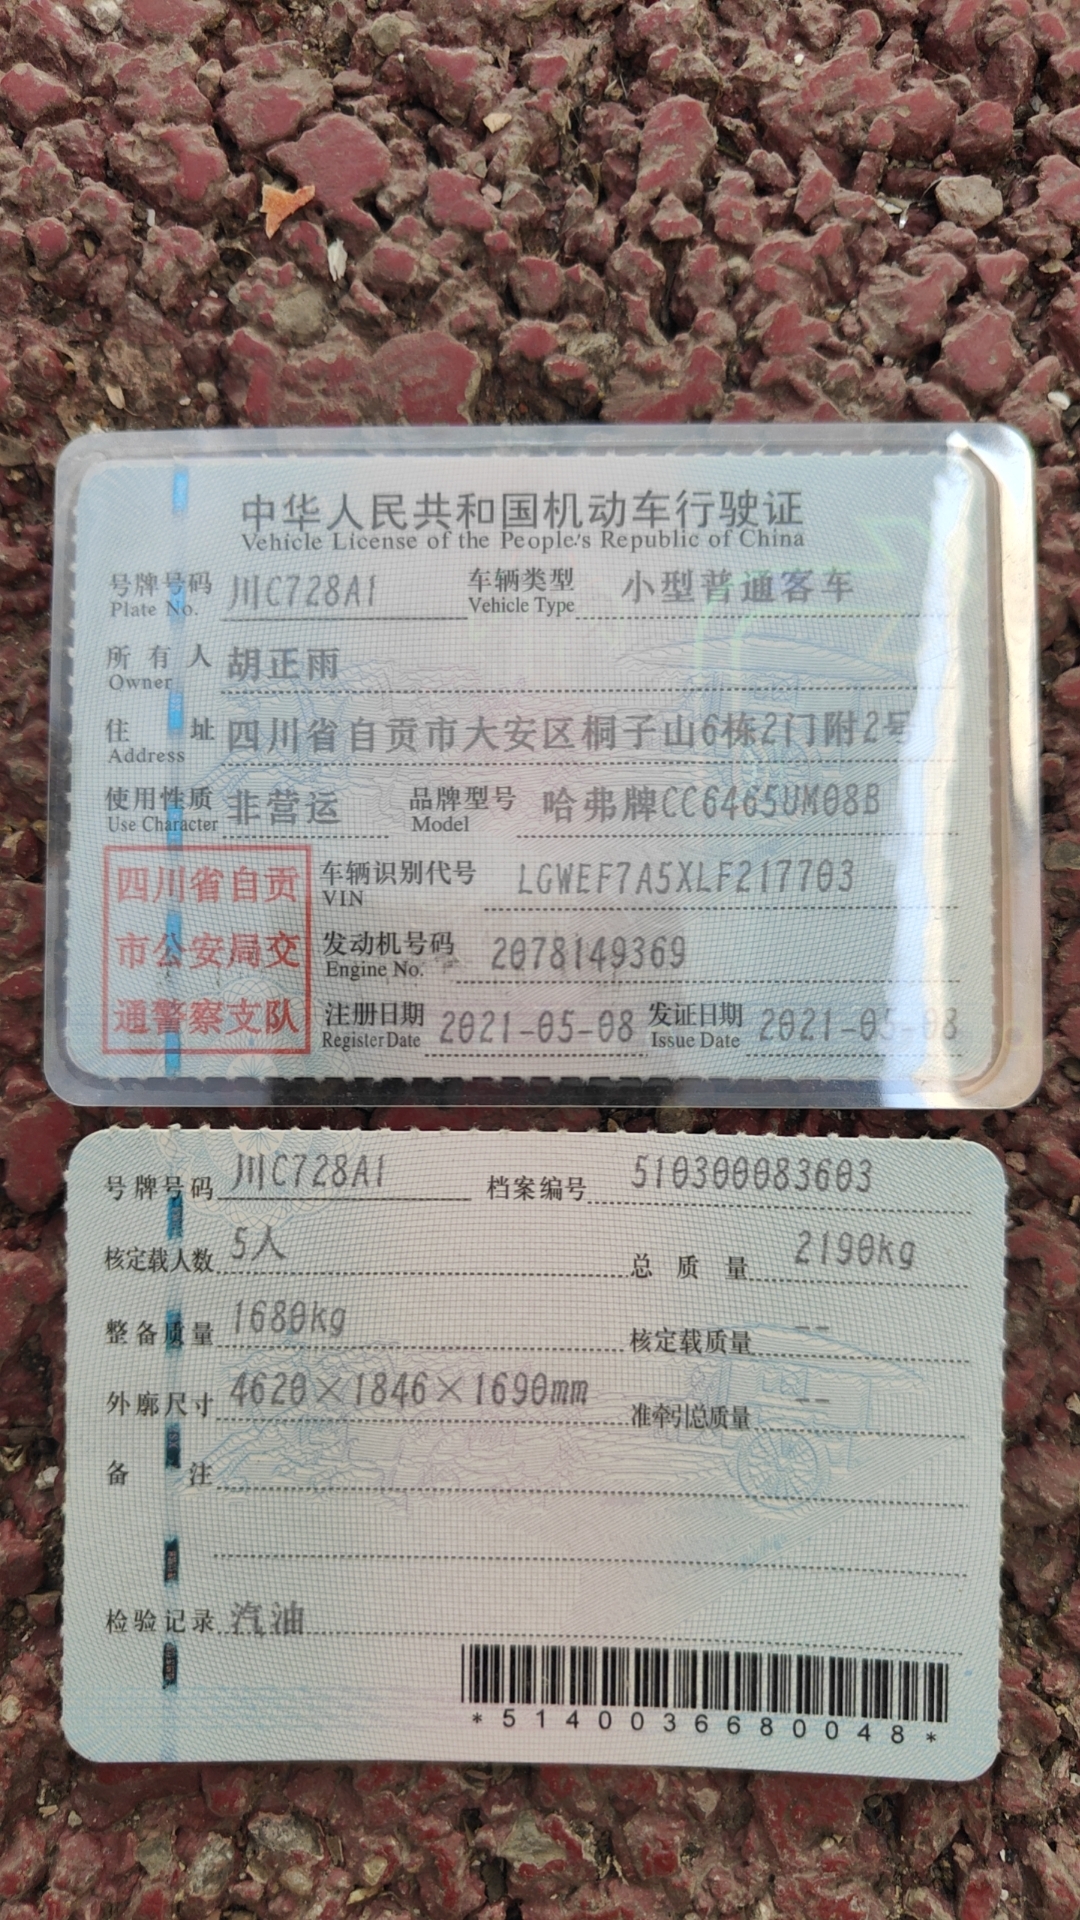 中华人民共和国机动车行驶证
Vehicle License of the People's Republic of China
号牌号码 川C728A1 车辆类型 小型普通客车
Plate No. Vehicle Type
所有人 胡正雨
Owner
住址 四川省自贡市大安区桐子山6栋2门附2号
Address
使用性质 非营运 品牌型号 哈弗牌CC6465UM08B
Use Character Model
四川省自贡
市公安局交
通警察支队
车辆识别代号 LGWEF7A5XLF217703
VIN
发动机号码 2078149369
Engine No.
注册日期 2021-05-08 发证日期 2021-05-08
Register Date Issue Date
号牌号码 川C728A1 档案编号 510300083603
核定载人数 5人 总质量 2190kg
整备质量 1680kg 核定载质量 --
外廓尺寸 4620×1846×1690mm 准牵引总质量 --
备注
检验记录 汽油
*5140036680048*